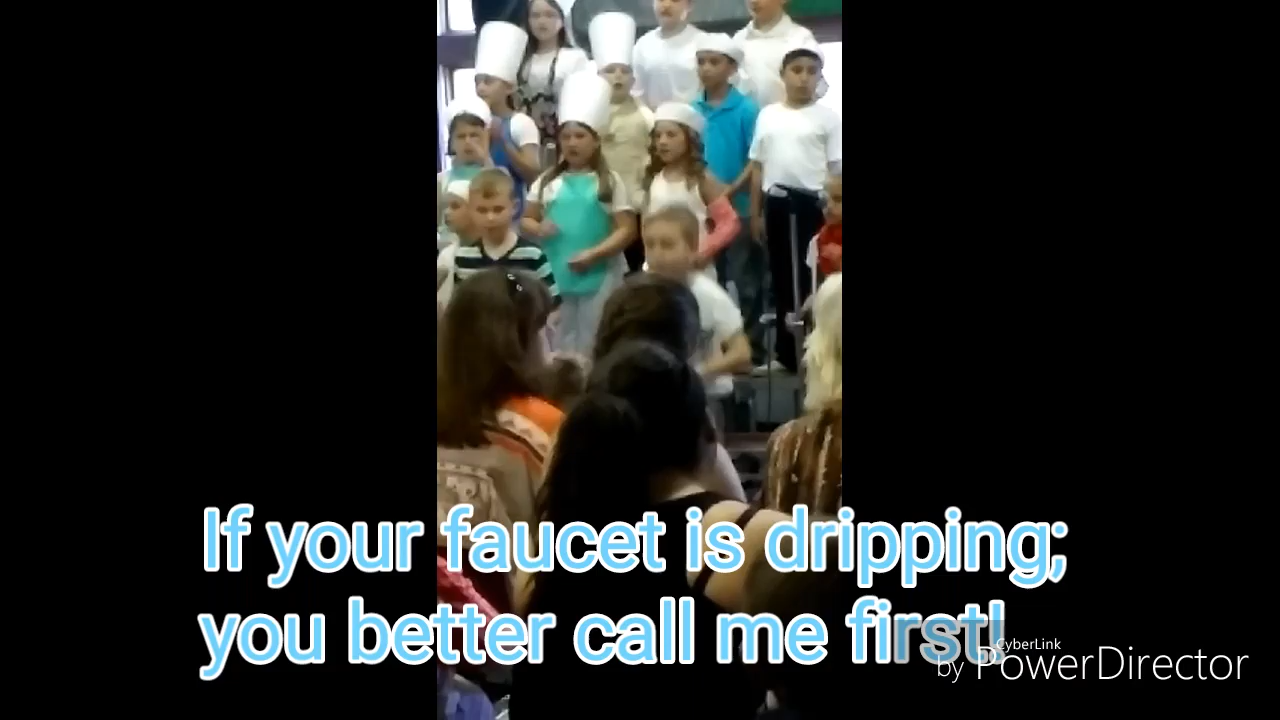 If your faucet is dripping;
you better call me first!
CyberLink
by PowerDirector